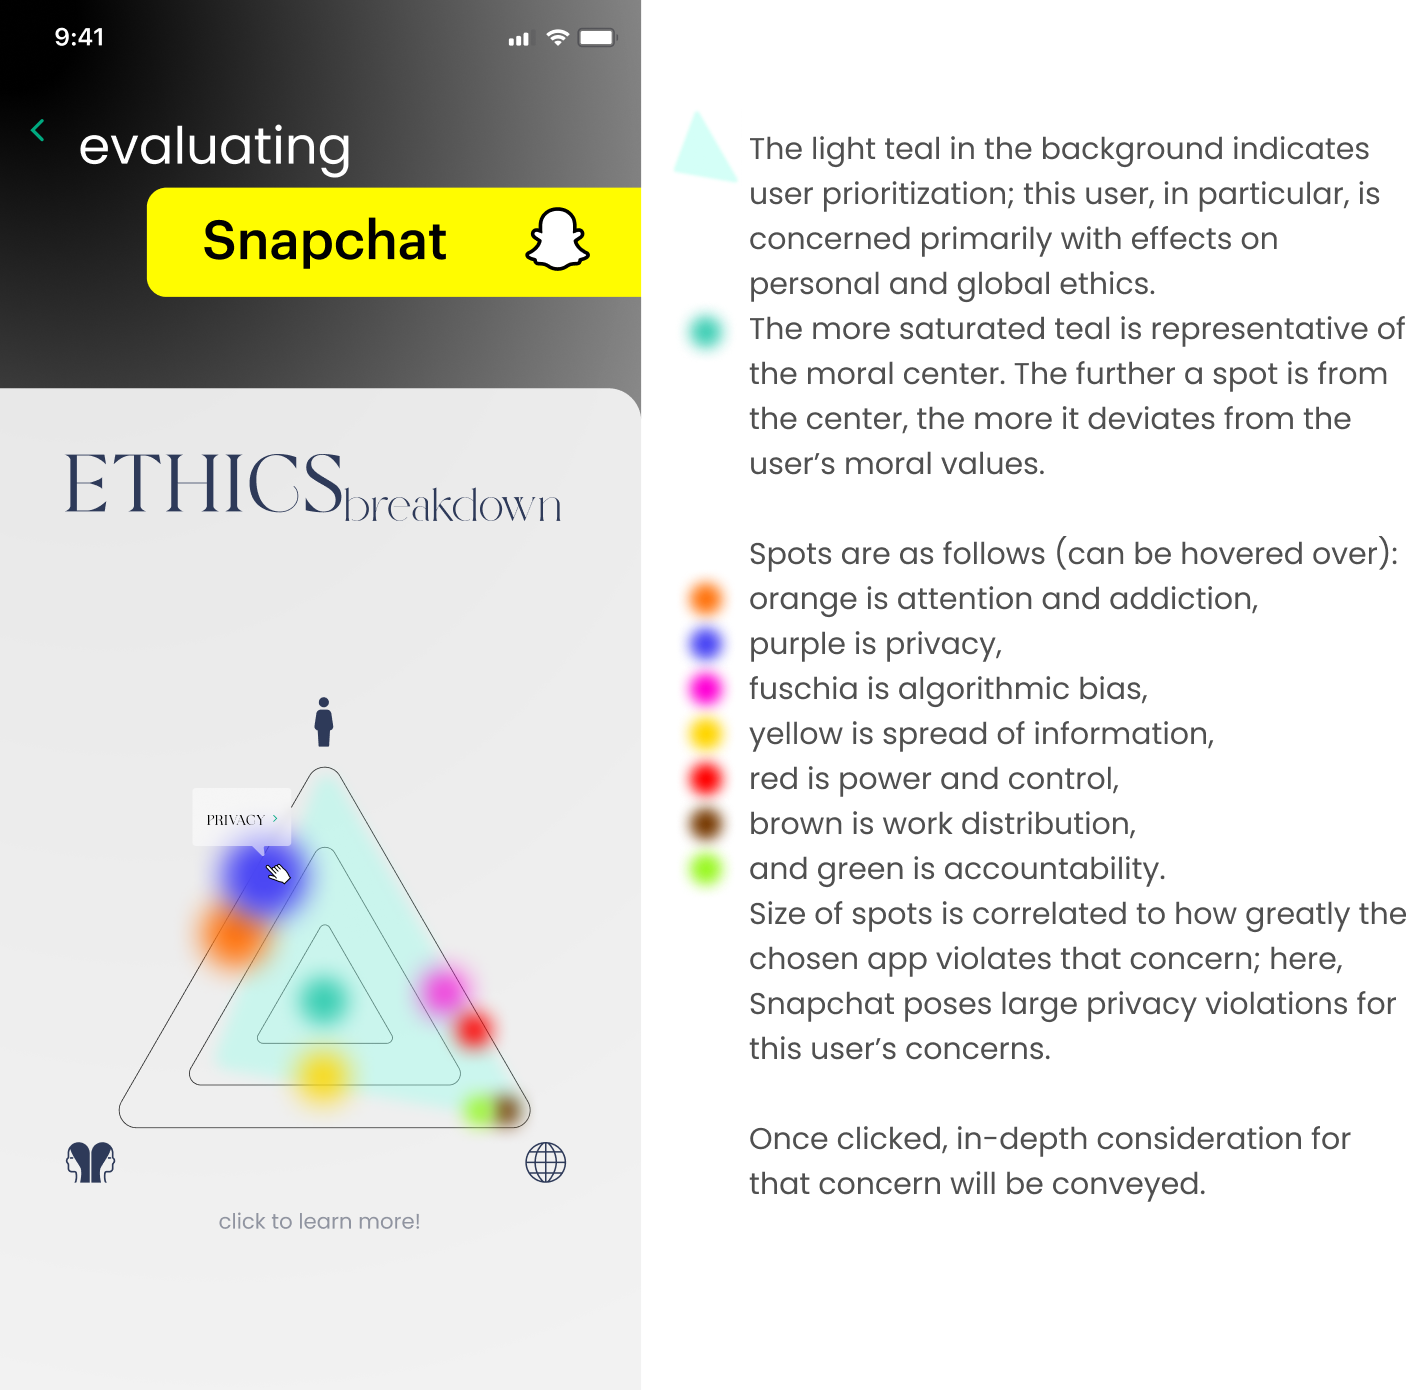 9:41
evaluating
Snapchat
ETHICS breakdown
PRIVACY
click to learn more!
The light teal in the background indicates
user prioritization; this user, in particular, is
concerned primarily with effects on
personal and global ethics.
The more saturated teal is representative of
the moral center. The further a spot is from
the center, the more it deviates from the
user’s moral values.
Spots are as follows (can be hovered over):
orange is attention and addiction,
purple is privacy,
fuschia is algorithmic bias,
yellow is spread of information,
red is power and control,
brown is work distribution,
and green is accountability.
Size of spots is correlated to how greatly the
chosen app violates that concern; here,
Snapchat poses large privacy violations for
this user’s concerns.
Once clicked, in-depth consideration for
that concern will be conveyed.